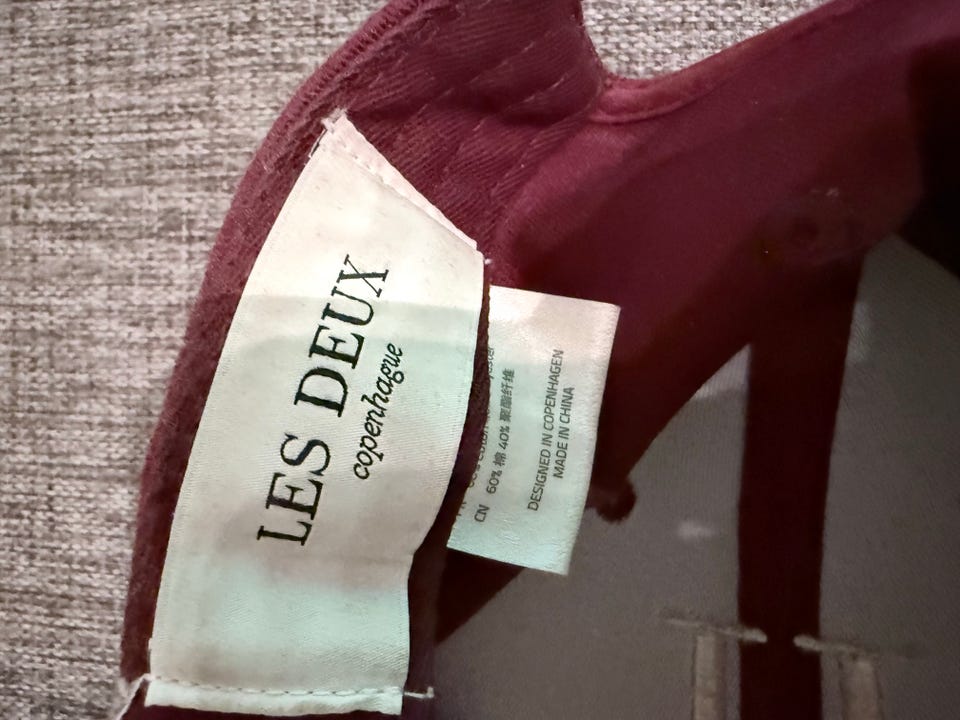 LES DEUX
copenhague
CN 60% 棉 40% 聚酯纤维
DESIGNED IN COPENHAGEN
MADE IN CHINA